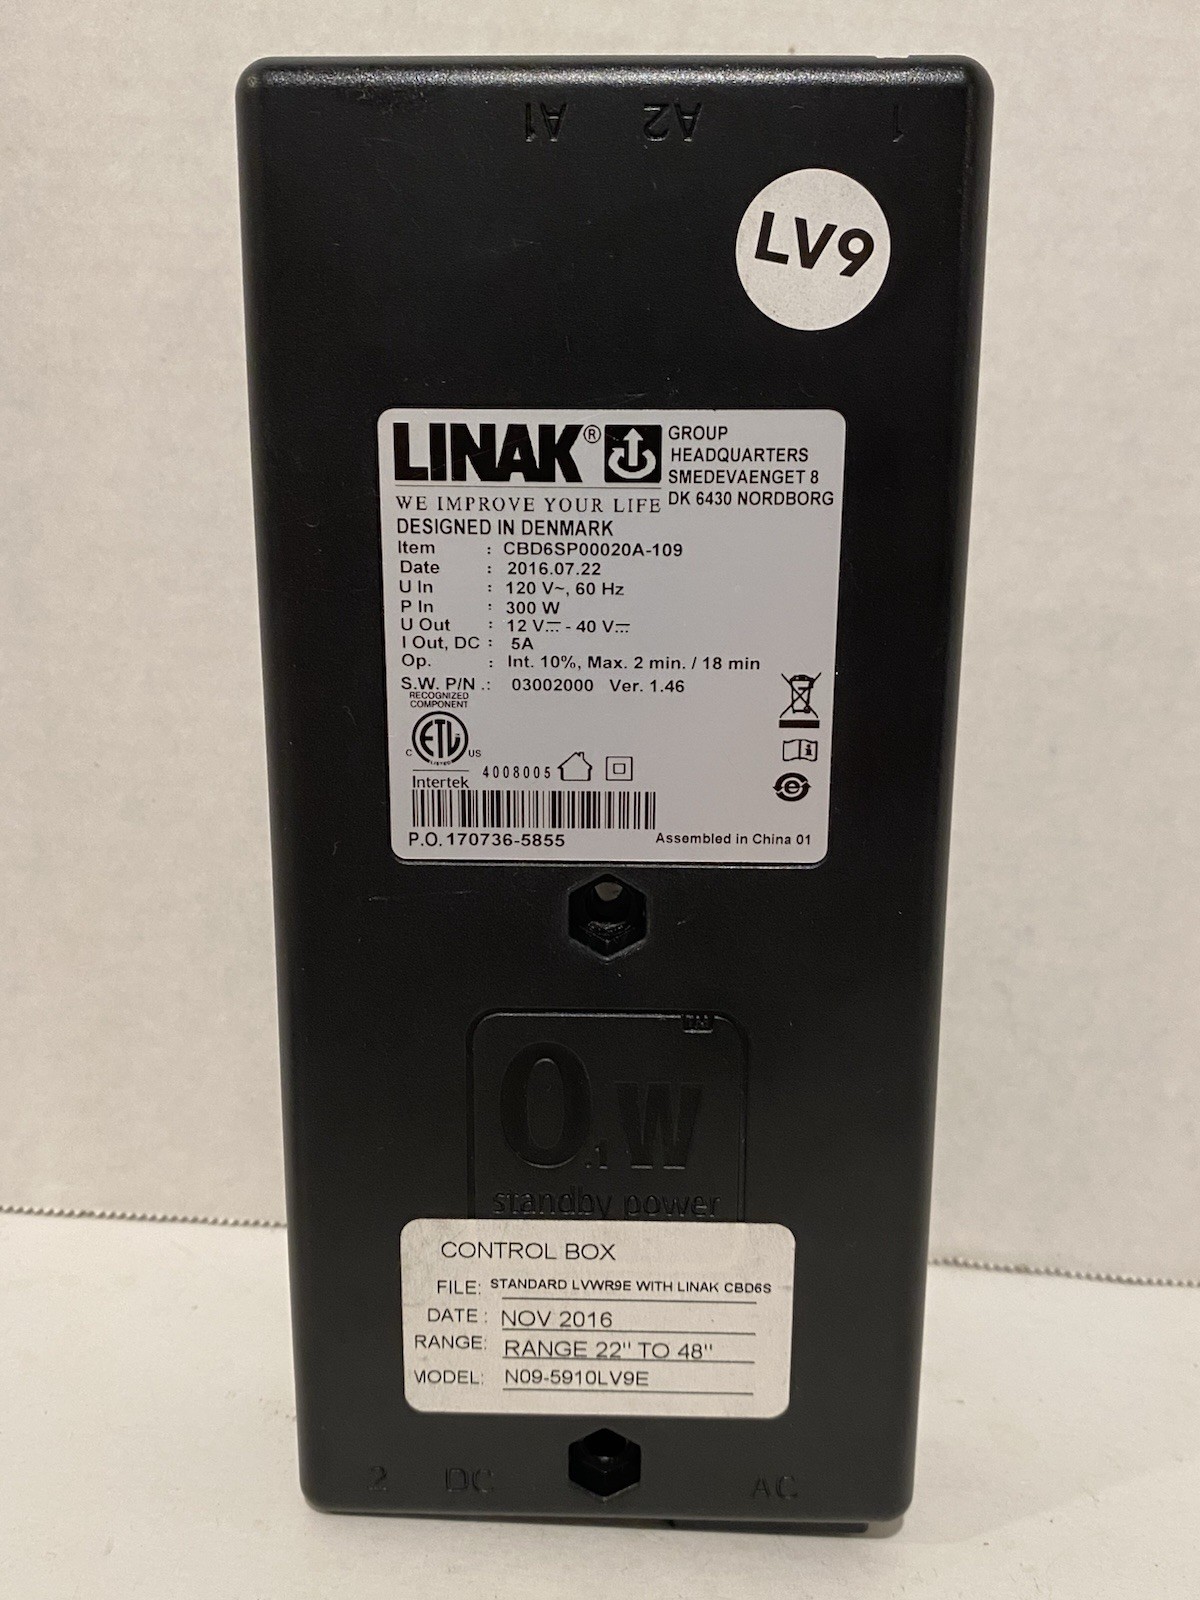 A1 A2 1
LV9
LINAK®
GROUP
HEADQUARTERS
SMEDEVAENGET 8
DK 6430 NORDBORG
WE IMPROVE YOUR LIFE
DESIGNED IN DENMARK
Item : CBD6SP00020A-109
Date : 2016.07.22
U In : 120 V~, 60 Hz
P In : 300 W
U Out : 12 V⎓ - 40 V⎓
I Out, DC : 5A
Op. : Int. 10%, Max. 2 min. / 18 min
S.W. P/N .: 03002000 Ver. 1.46
RECOGNIZED
COMPONENT
C ETL US
LISTED
Intertek
4008005
P.O. 170736-5855
Assembled in China 01
0.1W
standby power
CONTROL BOX
FILE: STANDARD LVWR9E WITH LINAK CBD6S
DATE : NOV 2016
RANGE: RANGE 22" TO 48"
MODEL: N09-5910LV9E
2 DC AC